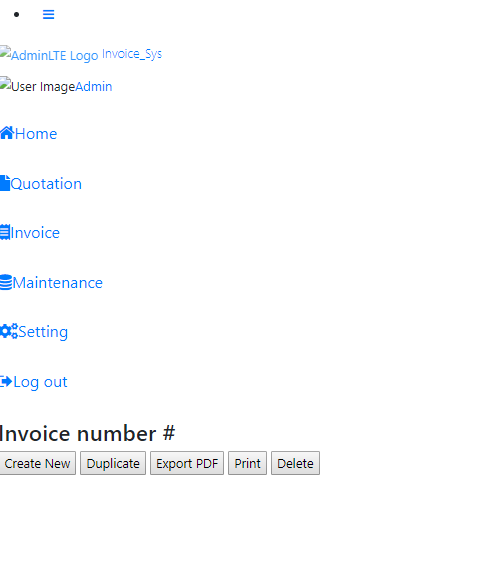 AdminLTE Logo Invoice_Sys
User ImageAdmin
Home
Quotation
Invoice
Maintenance
Setting
Log out
Invoice number #
Create New Duplicate Export PDF Print Delete